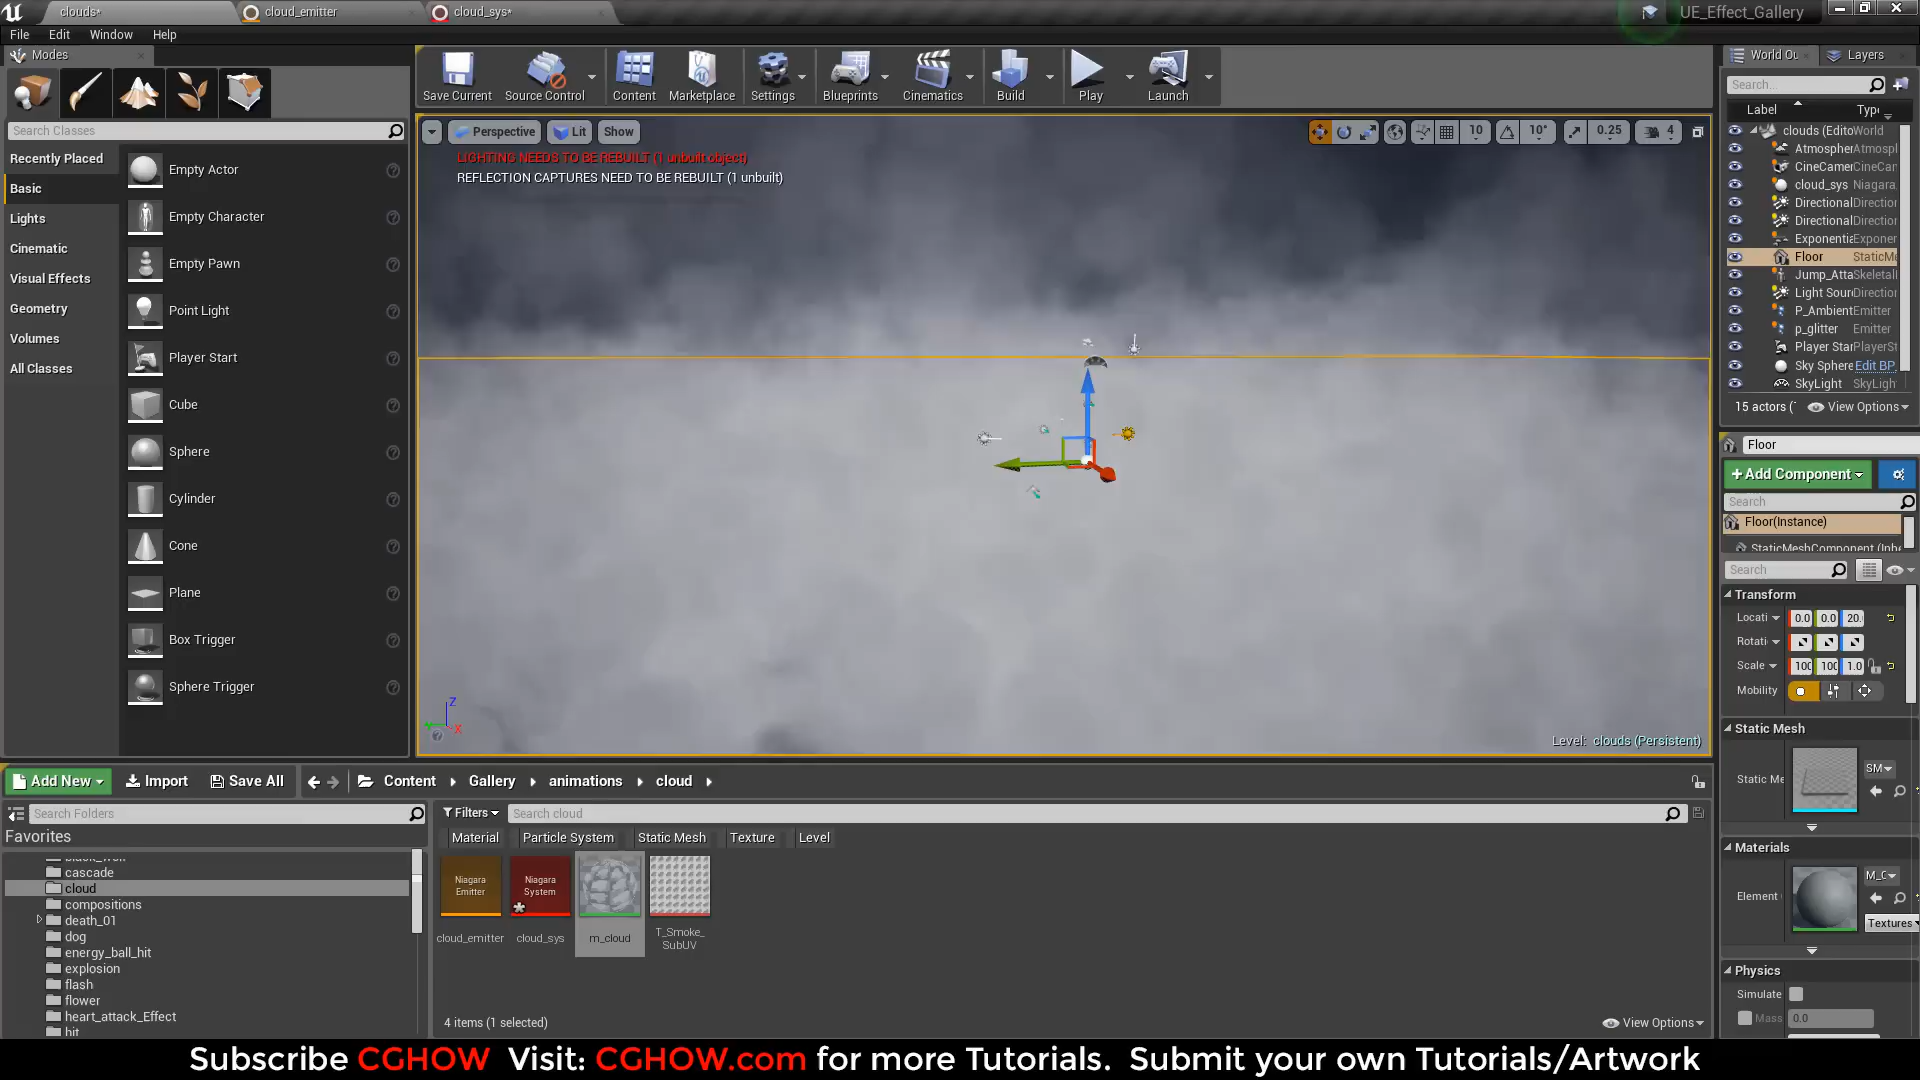 clouds*
cloud_emitter
cloud_sys*
UE_Effect_Gallery
File Edit Window Help
Modes
Search Classes
Recently Placed
Basic
Lights
Cinematic
Visual Effects
Geometry
Volumes
All Classes
Empty Actor
Empty Character
Empty Pawn
Point Light
Player Start
Cube
Sphere
Cylinder
Cone
Plane
Box Trigger
Sphere Trigger
Save Current Source Control Content Marketplace Settings Blueprints Cinematics Build Play Launch
Perspective Lit Show
10 10° 0.25 4
LIGHTING NEEDS TO BE REBUILT (1 unbuilt object)
REFLECTION CAPTURES NEED TO BE REBUILT (1 unbuilt)
Z
X
Level: clouds (Persistent)
World Ou Layers
Search...
Label Type
clouds (Edito World
Atmospher Atmosp
CineCamer CineCar
cloud_sys Niagara
Directional Direction
Directional Direction
Exponentia Exponer
Floor StaticMe
Jump_Atta Skeletall
Light Sourc Direction
P_Ambient Emitter
p_glitter Emitter
Player Star PlayerSt
Sky Sphere Edit BP
SkyLight SkyLigh
15 actors (
View Options
Floor
+ Add Component
Search
Floor(Instance)
StaticMeshComponent (Inhe
Search
Transform
Locati 0.0 0.0 20.
Rotati
Scale 100 100 1.0
Mobility
Static Mesh
Static Me SM
Materials
Element M_C
Textures
Physics
Simulate
Mass 0.0
Add New Import Save All Content Gallery animations cloud
Search Folders
Favorites
cascade
cloud
compositions
death_01
dog
energy_ball_hit
explosion
flash
flower
heart_attack_Effect
hit
Filters Search cloud
Material Particle System Static Mesh Texture Level
Niagara Emitter
Niagara System
cloud_emitter
cloud_sys
m_cloud
T_Smoke_
SubUV
4 items (1 selected)
View Options
Subscribe CGHOW Visit: CGHOW.com for more Tutorials. Submit your own Tutorials/Artwork